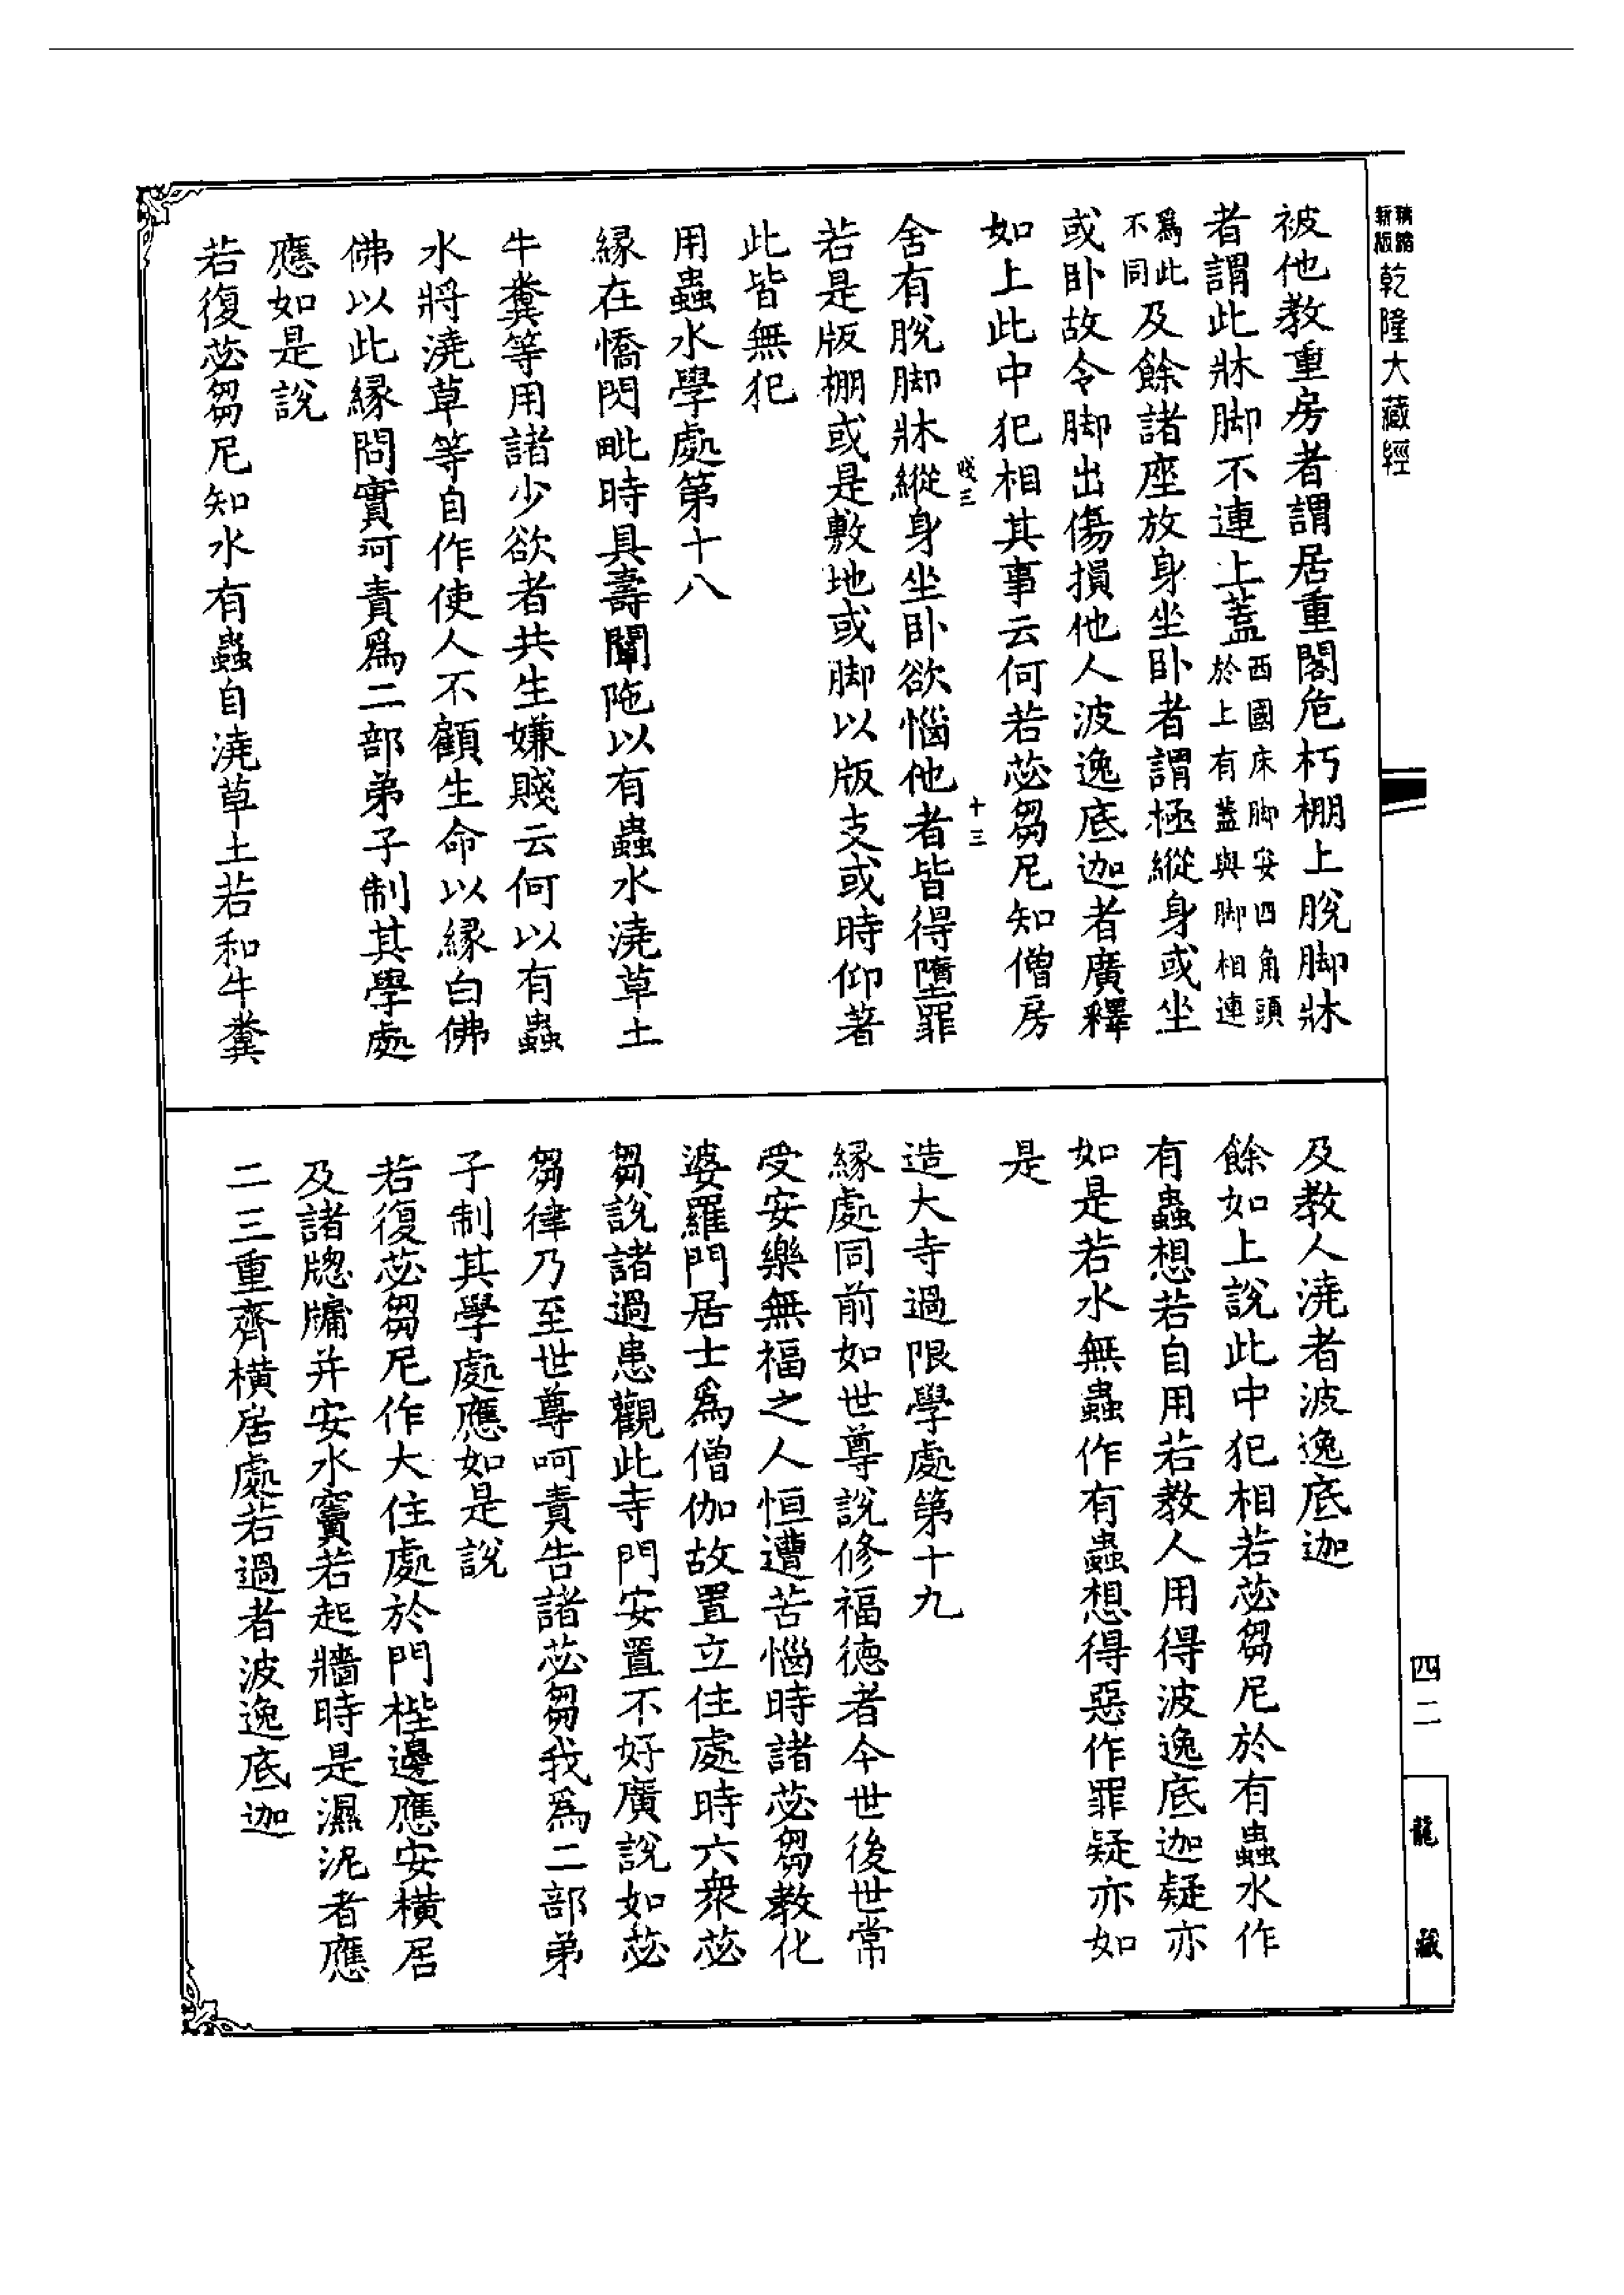 精繕新版乾隆大藏經
被他教重房者謂居重閣危朽棚上脫脚牀
者謂此牀脚不連上蓋西國床脚安四角頭於上有蓋與脚相連
爲此不同及餘諸座放身坐卧者謂極縱身或坐
或卧故令脚出傷損他人波逸底迦者廣釋
如上此中犯相其事云何若苾芻尼知僧房
十三
舍有脫脚牀縱身坐卧欲惱他者皆得墮罪
若是版棚或是敷地或脚以版支或時仰著
此皆無犯
用蟲水學處第十八
緣在憍閃毗時具壽闡陁以有蟲水澆草土
牛糞等用諸少欲者共生嫌賤云何以有蟲
水將澆草等自作使人不顧生命以緣白佛
佛以此緣問實訶責爲二部弟子制其學處
應如是說
若復苾芻尼知水有蟲自澆草土若和牛糞
及教人澆者波逸底迦
餘如上說此中犯相若苾芻尼於有蟲水作
有蟲想若自用若教人用得波逸底迦疑亦
如是若水無蟲作有蟲想得惡作罪疑亦如
是
造大寺過限學處第十九
緣處同前如世尊說修福德者今世後世常
受安樂無福之人恒遭苦惱時諸苾芻教化
婆羅門居士爲僧伽故置立住處時六衆苾
芻說諸過患觀此寺門安置不好廣說如苾
芻律乃至世尊呵責告諸苾芻我爲二部弟
子制其學處應如是說
若復苾芻尼作大住處於門梐邊應安橫居
及諸牕牖并安水竇若起牆時是濕泥者應
二三重齊橫居處若過者波逸底迦
四二
龍藏